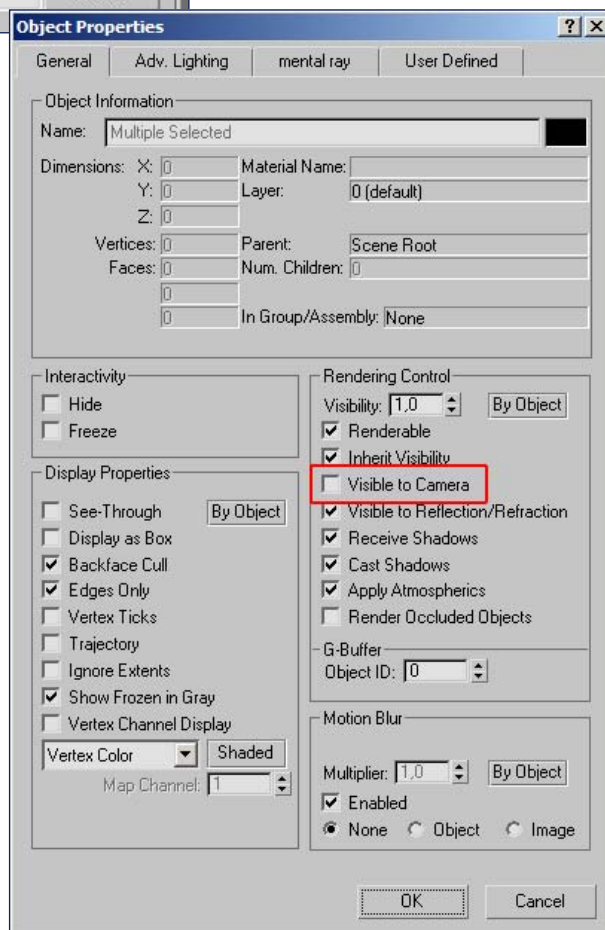 Object Properties
General
Adv. Lighting
mental ray
User Defined
Object Information
Name: Multiple Selected
Dimensions: X: 0
Material Name:
Y: 0
Layer: 0 (default)
Z: 0
Vertices: 0
Parent: Scene Root
Faces: 0
Num. Children: 0
0
0
In Group/Assembly: None
Interactivity
Hide
Freeze
Display Properties
See-Through
By Object
Display as Box
Backface Cull
Edges Only
Vertex Ticks
Trajectory
Ignore Extents
Show Frozen in Gray
Vertex Channel Display
Vertex Color
Shaded
Map Channel: 1
Rendering Control
Visibility: 1,0
By Object
Renderable
Inherit Visibility
Visible to Camera
Visible to Reflection/Refraction
Receive Shadows
Cast Shadows
Apply Atmospherics
Render Occluded Objects
G-Buffer
Object ID: 0
Motion Blur
Multiplier: 1,0
By Object
Enabled
None
Object
Image
OK
Cancel